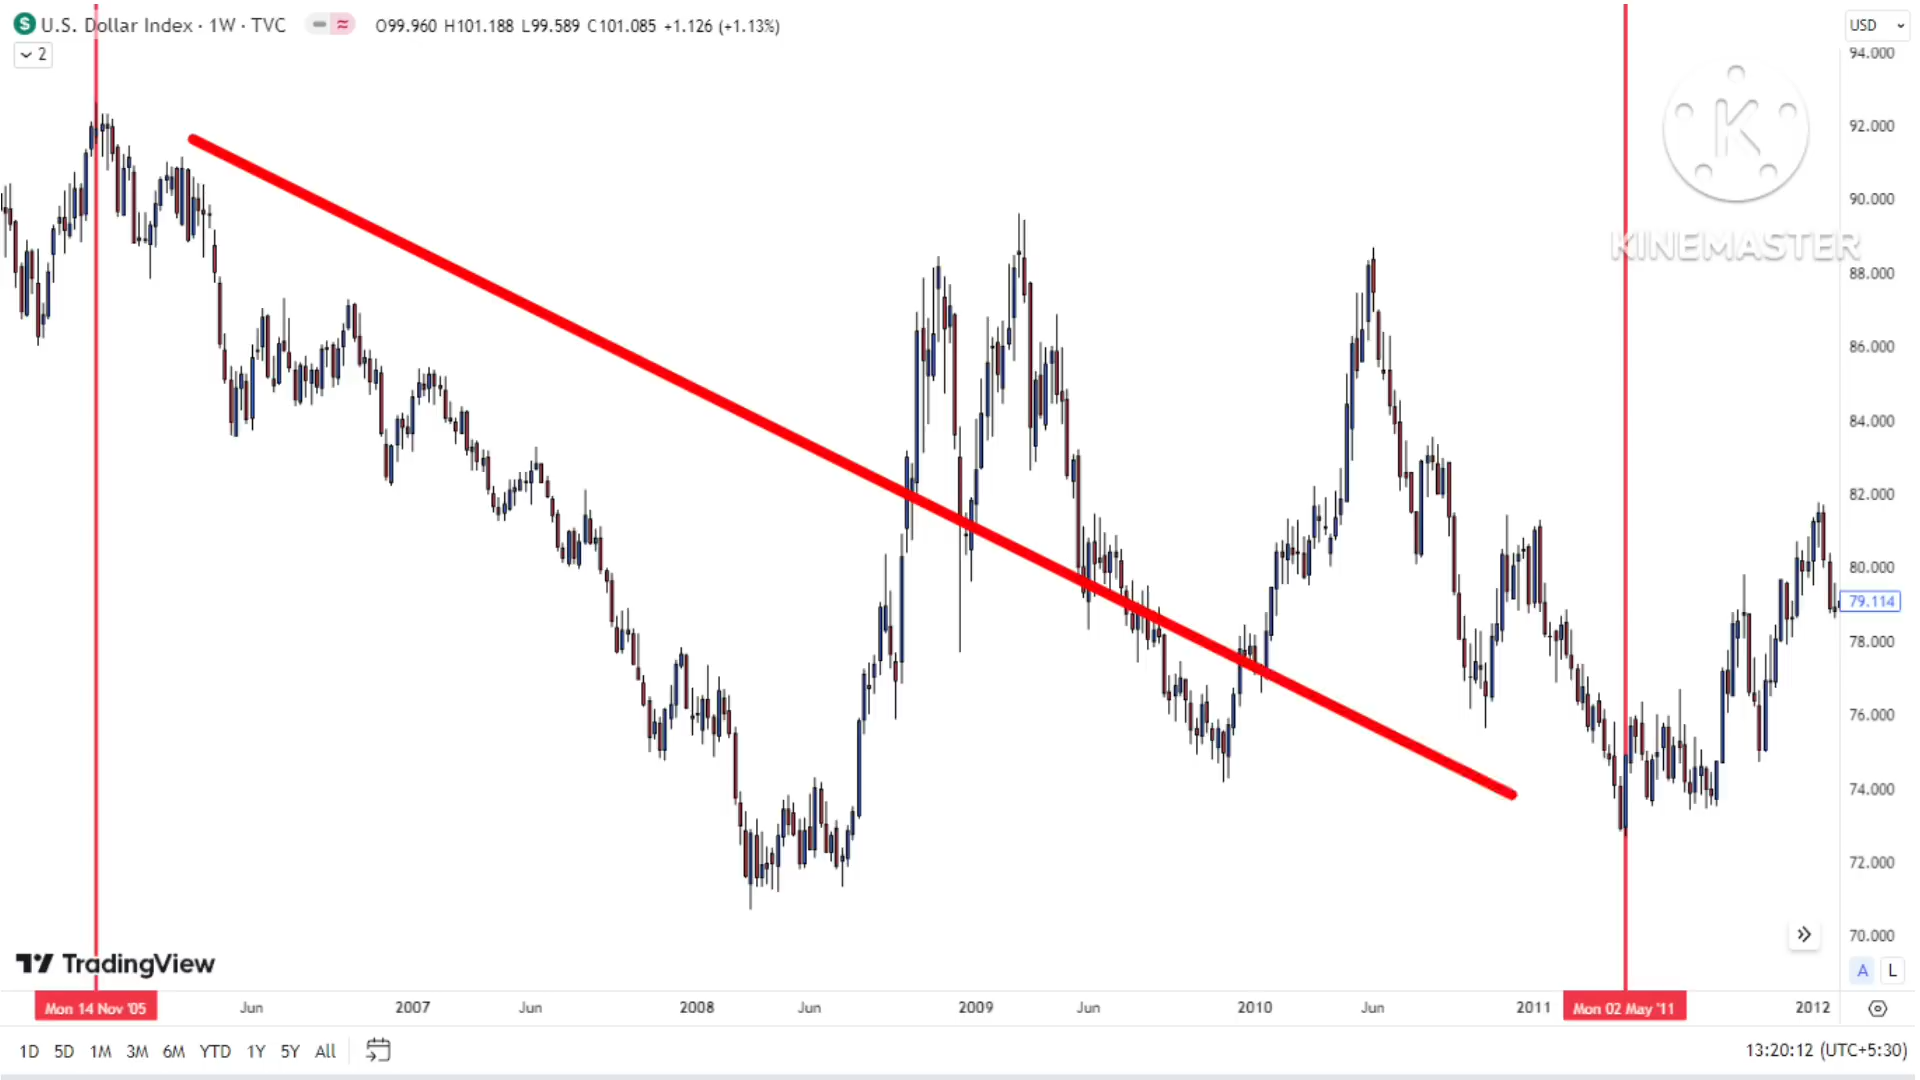 S U.S. Dollar Index · 1W · TVC O99.960 H101.188 L99.589 C101.085 +1.126 (+1.13%)
USD
2
94.000
K
92.000
90.000
KINEMASTER
88.000
86.000
84.000
82.000
80.000
79.114
78.000
76.000
74.000
72.000
70.000
TradingView
A L
Mon 14 Nov '05 Jun 2007 Jun 2008 Jun 2009 Jun 2010 Jun 2011 Mon 02 May '11 2012
1D 5D 1M 3M 6M YTD 1Y 5Y All 13:20:12 (UTC+5:30)